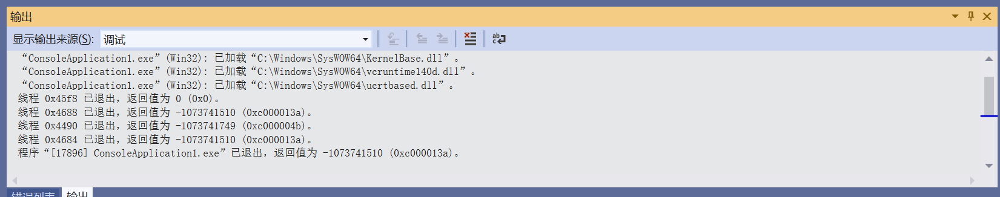 输出
显示输出来源(S): 调试
“ConsoleApplication1.exe”(Win32): 已加载“C:\Windows\SysWOW64\KernelBase.dll”。
“ConsoleApplication1.exe”(Win32): 已加载“C:\Windows\SysWOW64\vcruntime140d.dll”。
“ConsoleApplication1.exe”(Win32): 已加载“C:\Windows\SysWOW64\ucrtbased.dll”。
线程 0x45f8 已退出，返回值为 0 (0x0)。
线程 0x4688 已退出，返回值为 -1073741510 (0xc000013a)。
线程 0x4490 已退出，返回值为 -1073741749 (0xc000004b)。
线程 0x4684 已退出，返回值为 -1073741510 (0xc000013a)。
程序“[17896] ConsoleApplication1.exe”已退出，返回值为 -1073741510 (0xc000013a)。
错误列表 输出